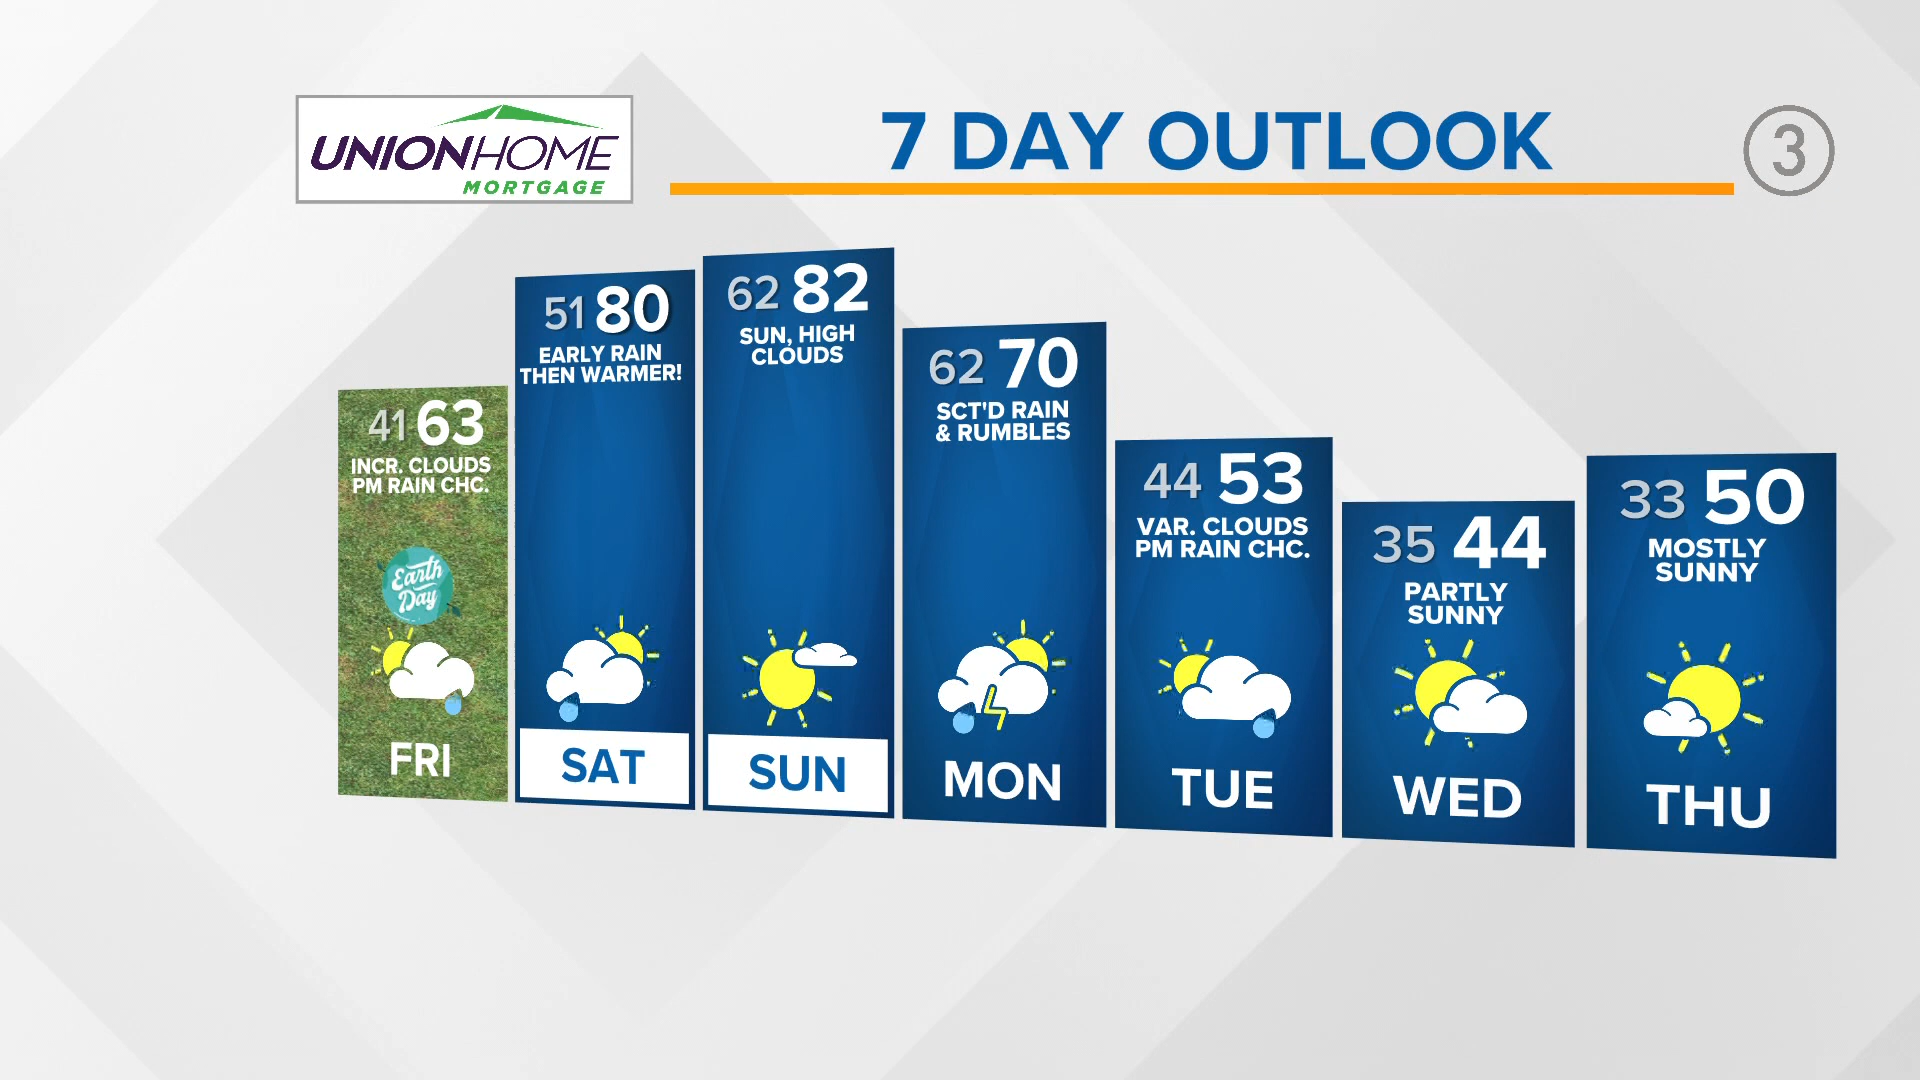 UNIONHOME
MORTGAGE
7 DAY OUTLOOK
3
41 63
INCR. CLOUDS
PM RAIN CHC.
Earth
Day
FRI
51 80
EARLY RAIN
THEN WARMER!
SAT
62 82
SUN, HIGH
CLOUDS
SUN
62 70
SCT'D RAIN
& RUMBLES
MON
44 53
VAR. CLOUDS
PM RAIN CHC.
TUE
35 44
PARTLY
SUNNY
WED
33 50
MOSTLY
SUNNY
THU